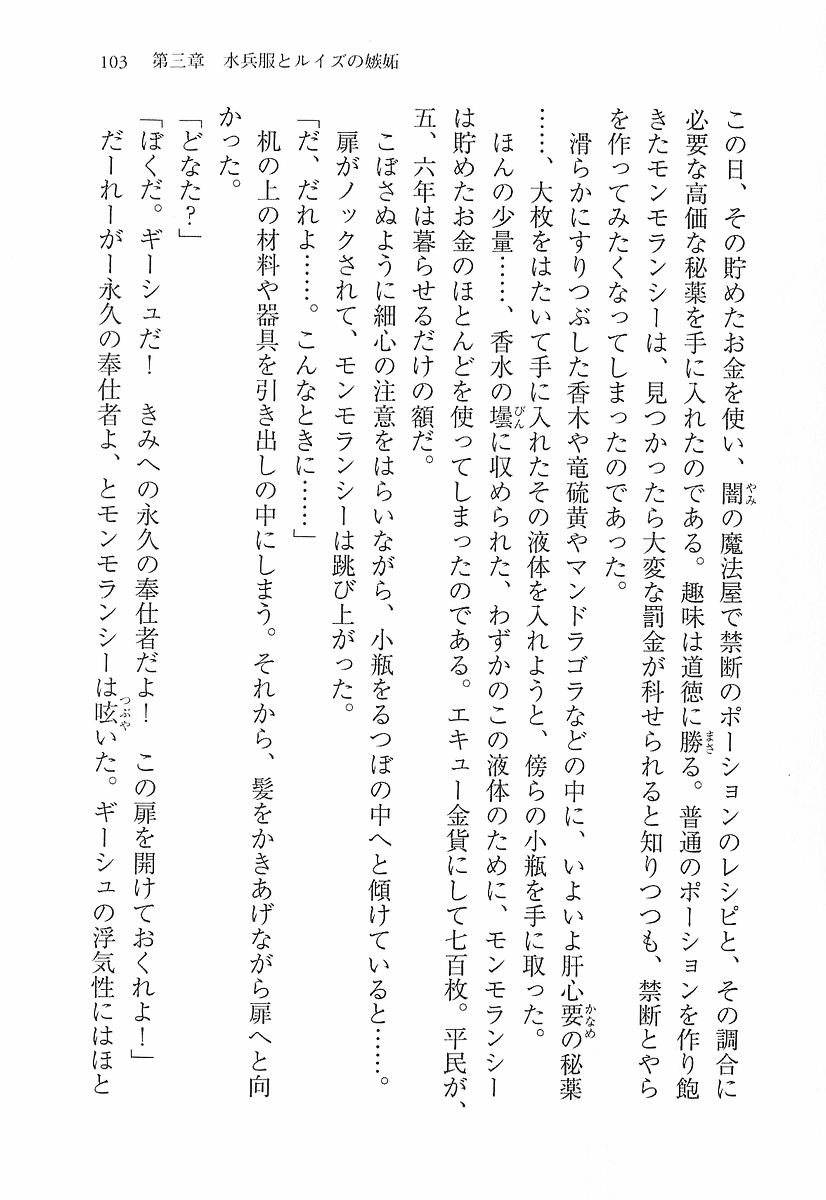 103　第三章　水兵服とルイズの嫉妬
この日、その貯めたお金を使い、闇の魔法屋で禁断のポーションのレシピと、その調合に
必要な高価な秘薬を手に入れたのである。趣味は道徳に勝る。普通のポーションを作り飽
きたモンモランシーは、見つかったら大変な罰金が科せられると知りつつも、禁断とやら
を作ってみたくなってしまったのであった。
　滑らかにすりつぶした香木や竜硫黄やマンドラゴラなどの中に、いよいよ肝心要の秘薬
……、大枚をはたいて手に入れたその液体を入れようと、傍らの小瓶を手に取った。
　ほんの少量……、香水の壜に収められた、わずかのこの液体のために、モンモランシー
は貯めたお金のほとんどを使ってしまったのである。エキュー金貨にして七百枚。平民が、
五、六年は暮らせるだけの額だ。
　こぼさぬように細心の注意をはらいながら、小瓶をるつぼの中へと傾けていると……。
　扉がノックされて、モンモランシーは跳び上がった。
「だ、だれよ……。こんなときに……」
　机の上の材料や器具を引き出しの中にしまう。それから、髪をかきあげながら扉へと向
かった。
「どなた？」
「ぼくだ。ギーシュだ！　きみへの永久の奉仕者だよ！　この扉を開けておくれよ！」
　だーれーがー永久の奉仕者よ、とモンモランシーは呟いた。ギーシュの浮気性にはほと